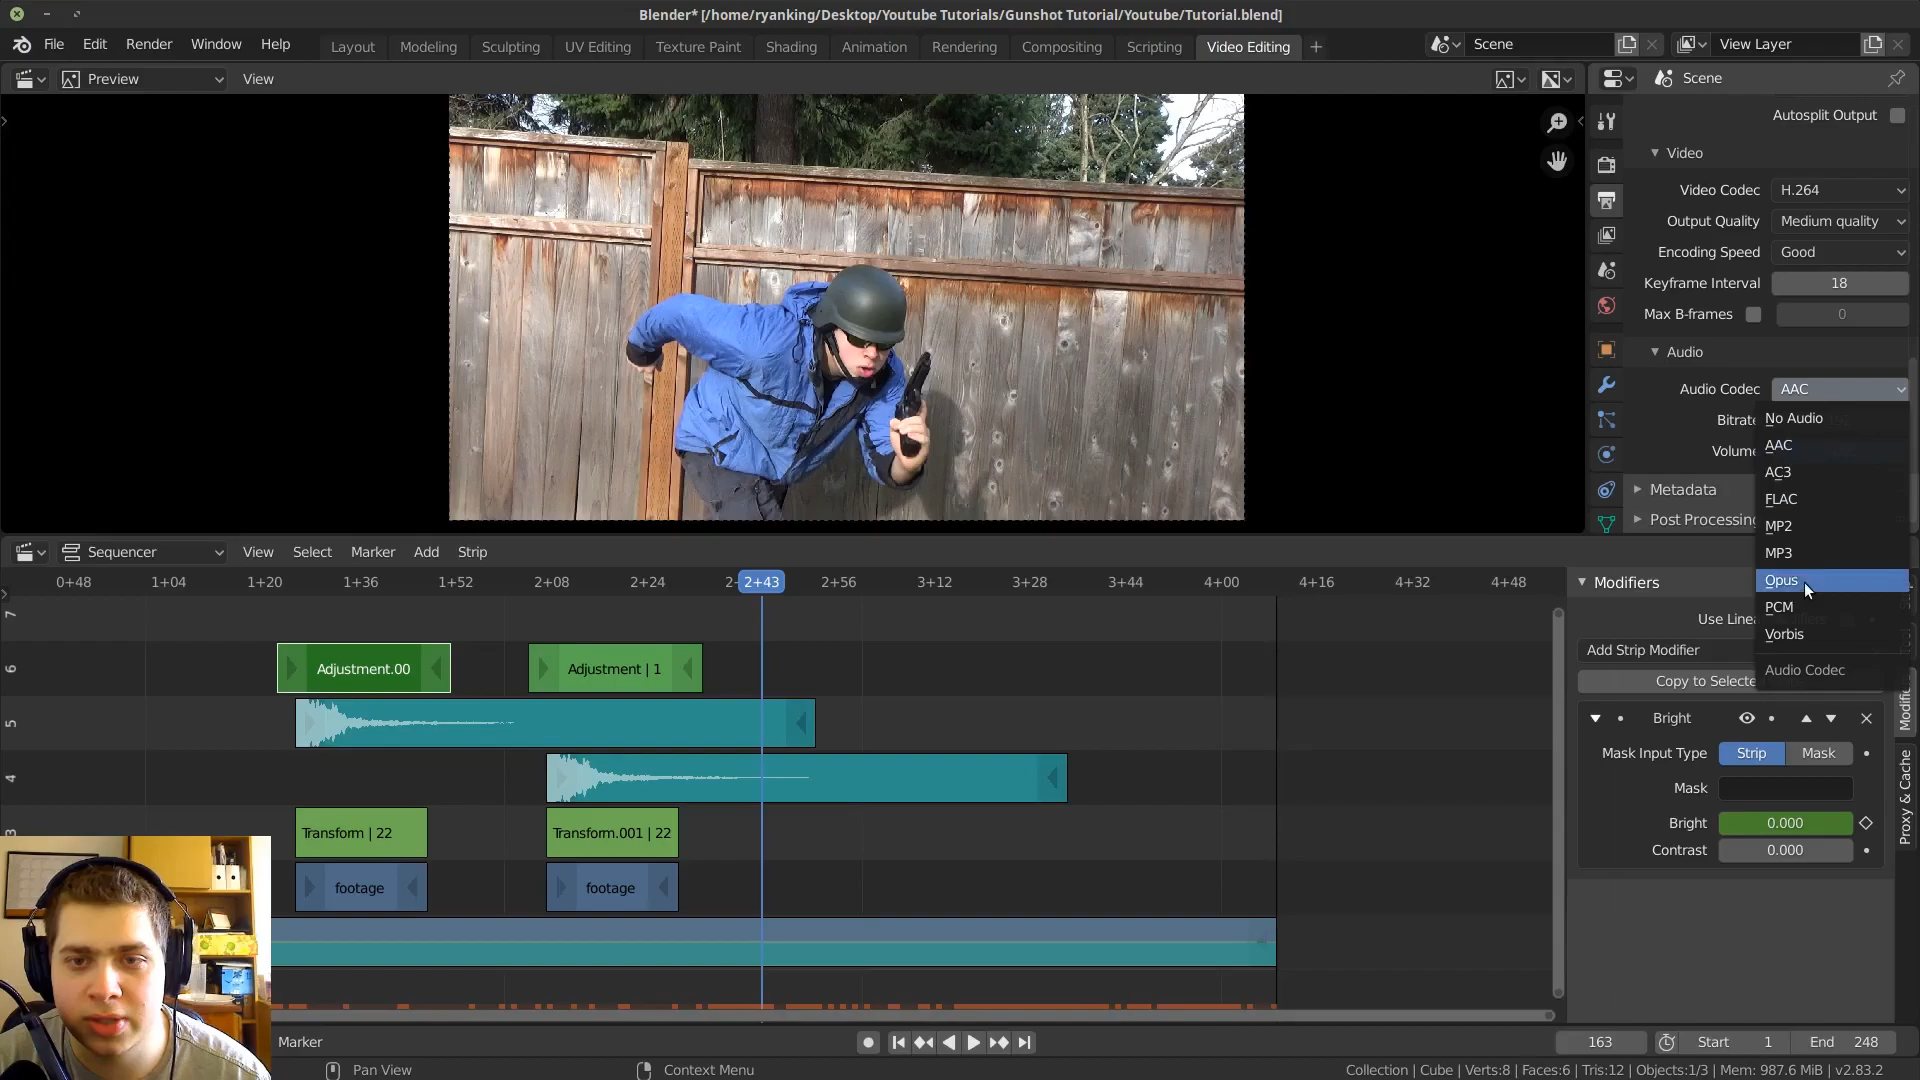 Blender* [/home/ryanking/Desktop/Youtube Tutorials/Gunshot Tutorial/Youtube/Tutorial.blend]
File Edit Render Window Help
Layout Modeling Sculpting UV Editing Texture Paint Shading Animation Rendering Compositing Scripting Video Editing +
Scene View Layer
Preview View
Scene
Autosplit Output
Video
Video Codec H.264
Output Quality Medium quality
Encoding Speed Good
Keyframe Interval 18
Max B-frames 0
Audio
Audio Codec AAC
Bitrate
Volume
Metadata
Post Processing
No Audio
AAC
AC3
FLAC
MP2
MP3
Opus
PCM
Vorbis
Audio Codec
Sequencer View Select Marker Add Strip
0+48 1+04 1+20 1+36 1+52 2+08 2+24 2+43 2+56 3+12 3+28 3+44 4+00 4+16 4+32 4+48
7
6
5
4
3
Adjustment.00 Adjustment | 1
Transform | 22 Transform.001 | 22
footage footage
Modifiers
Use Linea
Add Strip Modifier
Copy to Selecte
Bright
Mask Input Type Strip Mask
Mask
Bright 0.000
Contrast 0.000
Modifiers
Proxy & Cache
Marker
163 Start 1 End 248
Pan View Context Menu
Collection | Cube | Verts:8 | Faces:6 | Tris:12 | Objects:1/3 | Mem: 987.6 MiB | v2.83.2